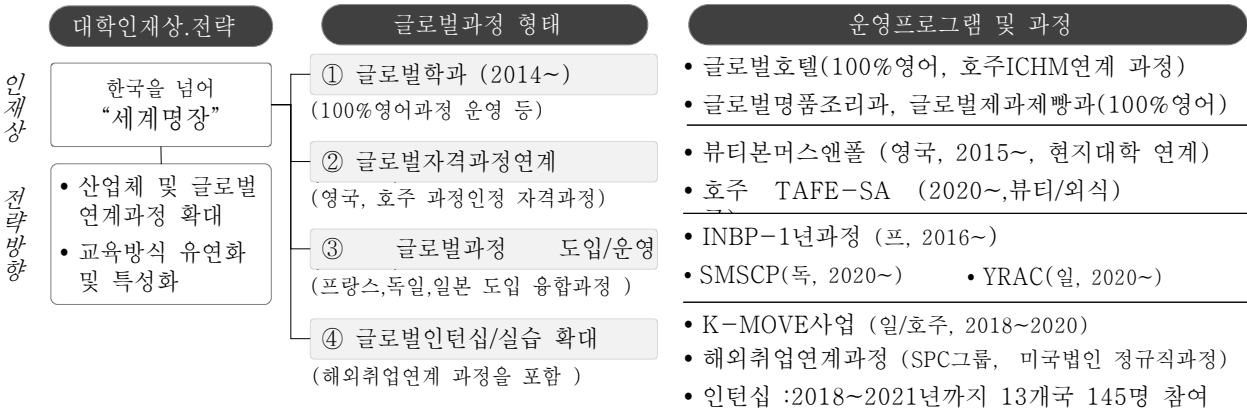 대학인재상.전략
글로벌과정 형태
운영프로그램 및 과정
인재상
한국을 넘어
“세계명장”
전략방향
• 산업체 및 글로벌
연계과정 확대
• 교육방식 유연화
및 특성화
① 글로벌학과 (2014~)
(100%영어과정 운영 등)
② 글로벌자격과정연계
(영국, 호주 과정인정 자격과정)
③ 글로벌과정 도입/운영
(프랑스,독일,일본 도입 융합과정 )
④ 글로벌인턴십/실습 확대
(해외취업연계 과정을 포함 )
• 글로벌호텔(100%영어, 호주ICHM연계 과정)
• 글로벌명품조리과, 글로벌제과제빵과(100%영어)
• 뷰티본머스앤폴 (영국, 2015~, 현지대학 연계)
• 호주 TAFE-SA (2020~,뷰티/외식)
• INBP-1년과정 (프, 2016~)
• SMSCP(독, 2020~) • YRAC(일, 2020~)
• K-MOVE사업 (일/호주, 2018~2020)
• 해외취업연계과정 (SPC그룹, 미국법인 정규직과정)
• 인턴십 :2018~2021년까지 13개국 145명 참여